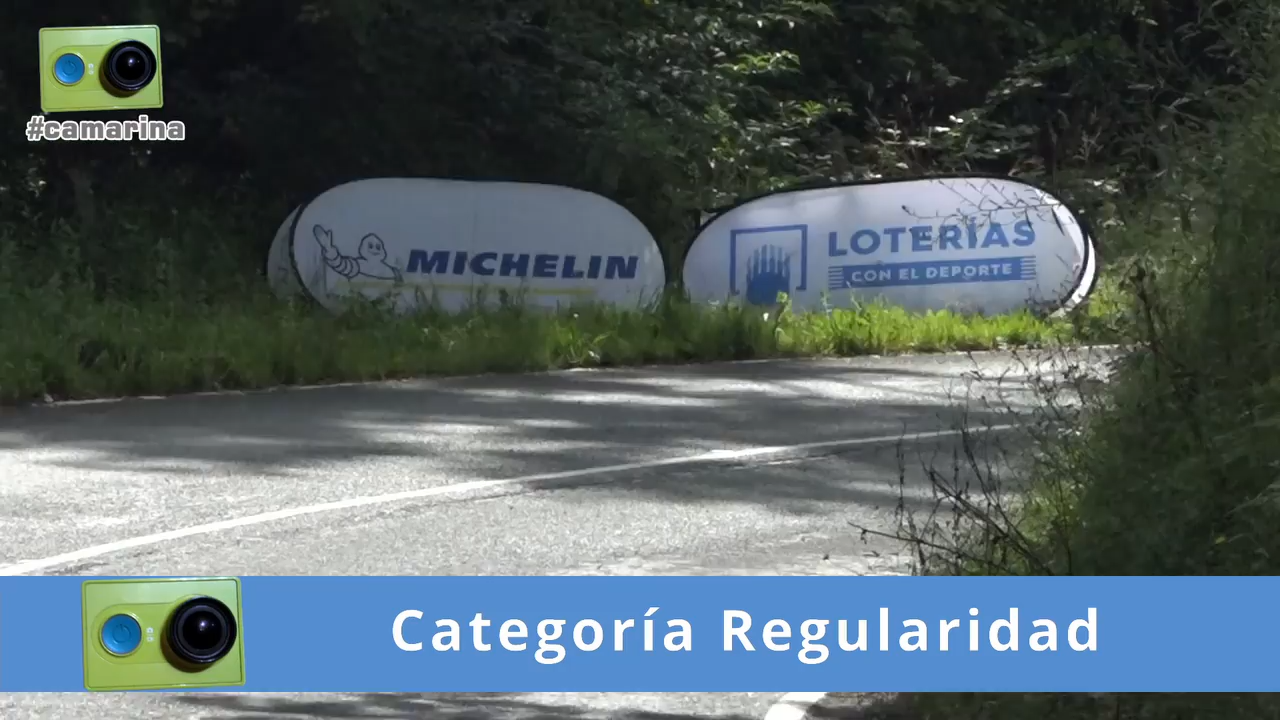 #camarina
MICHELIN
LOTERÍAS
CON EL DEPORTE
Categoría Regularidad